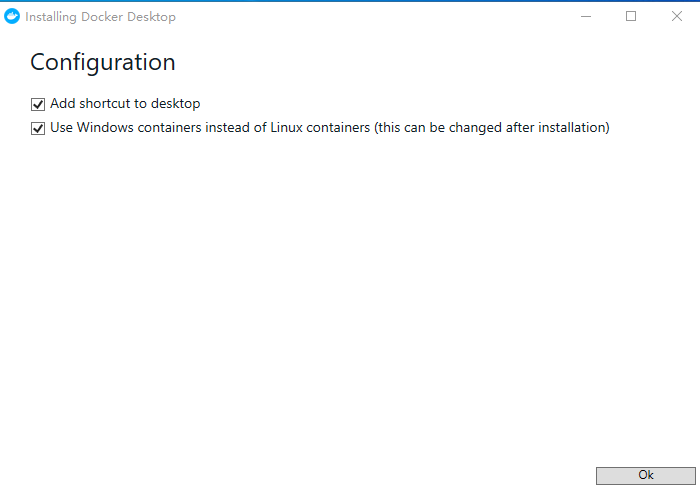 Installing Docker Desktop
Configuration
Add shortcut to desktop
Use Windows containers instead of Linux containers (this can be changed after installation)
Ok